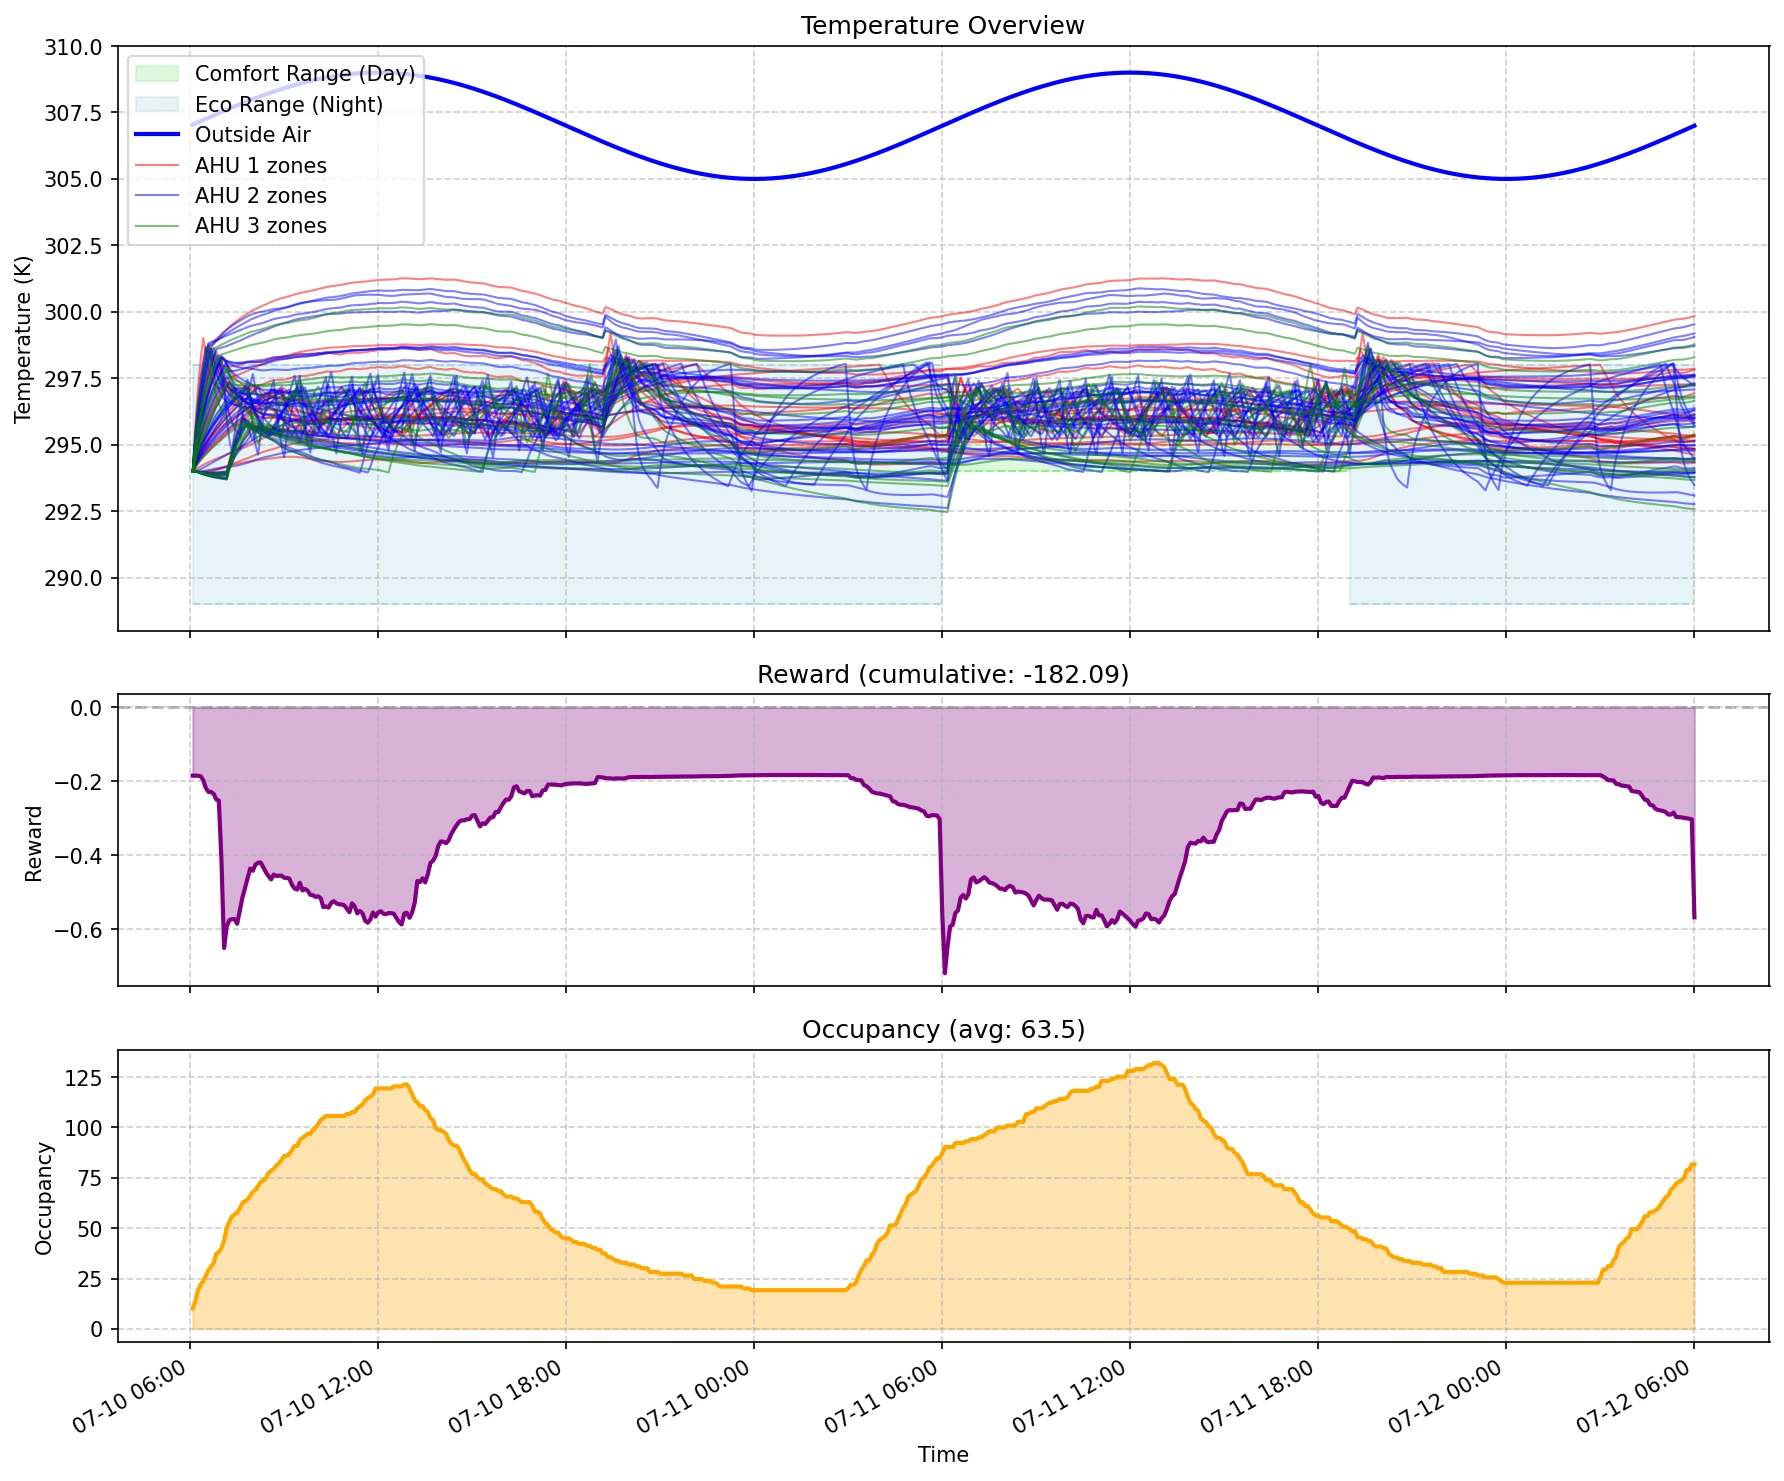 Temperature Overview
Temperature (K)
310.0
307.5
305.0
302.5
300.0
297.5
295.0
292.5
290.0
Comfort Range (Day)
Eco Range (Night)
Outside Air
AHU 1 zones
AHU 2 zones
AHU 3 zones
Reward (cumulative: -182.09)
Reward
0.0
−0.2
−0.4
−0.6
Occupancy (avg: 63.5)
Occupancy
125
100
75
50
25
0
07-10 06:00
07-10 12:00
07-10 18:00
07-11 00:00
07-11 06:00
07-11 12:00
07-11 18:00
07-12 00:00
07-12 06:00
Time